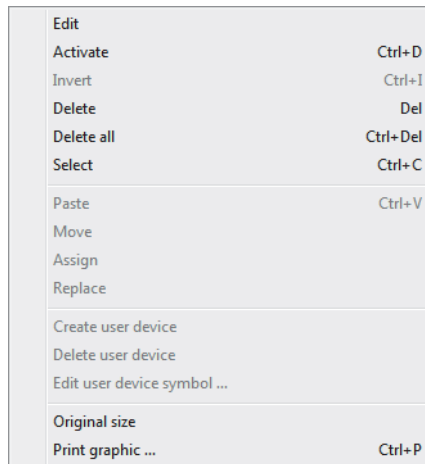 Edit
Activate Ctrl+D
Invert Ctrl+I
Delete Del
Delete all Ctrl+Del
Select Ctrl+C
Paste Ctrl+V
Move
Assign
Replace
Create user device
Delete user device
Edit user device symbol ...
Original size
Print graphic ... Ctrl+P